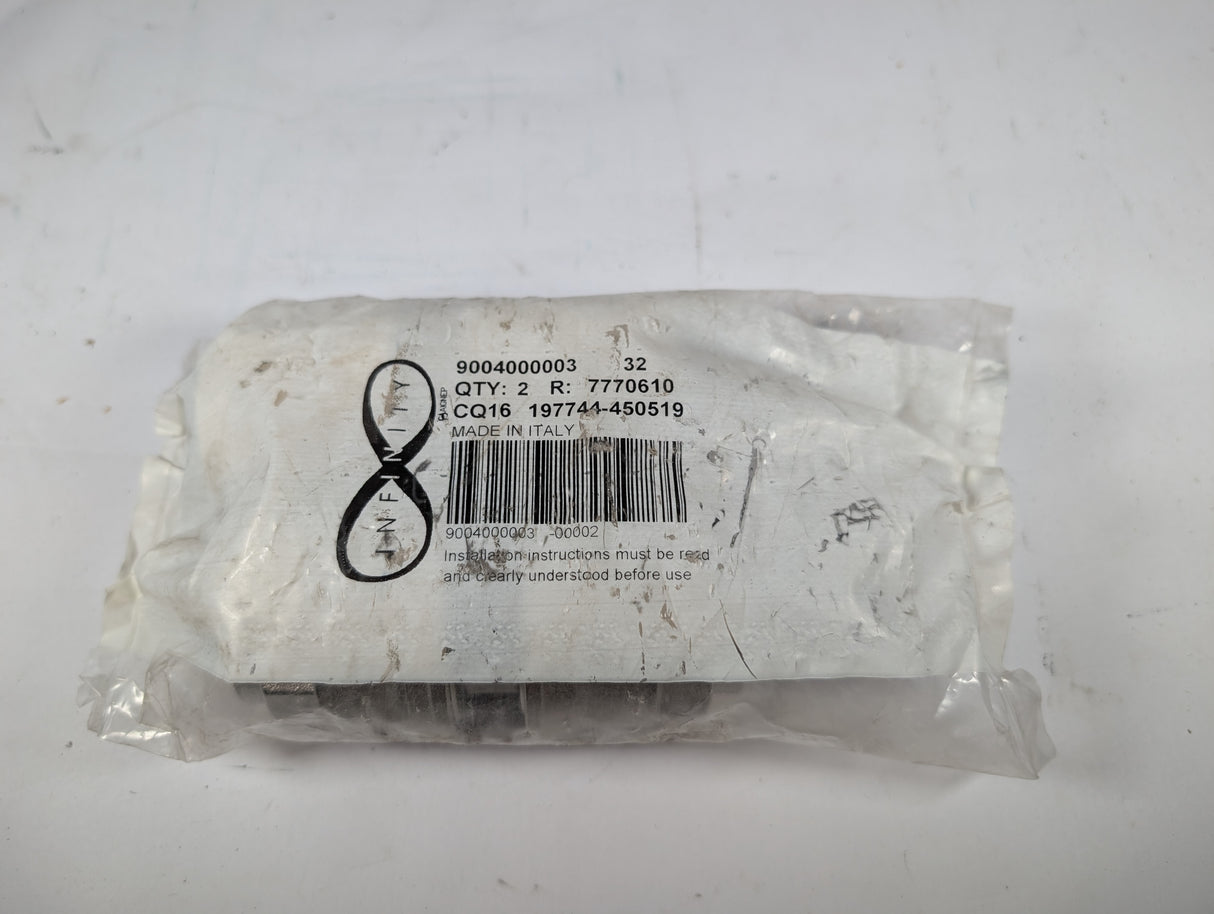 9004000003 32
QTY: 2 R: 7770610
CQ16 197744-450519
MADE IN ITALY
9004000003 -00002
Installation instructions must be read
and clearly understood before use
INFINITY